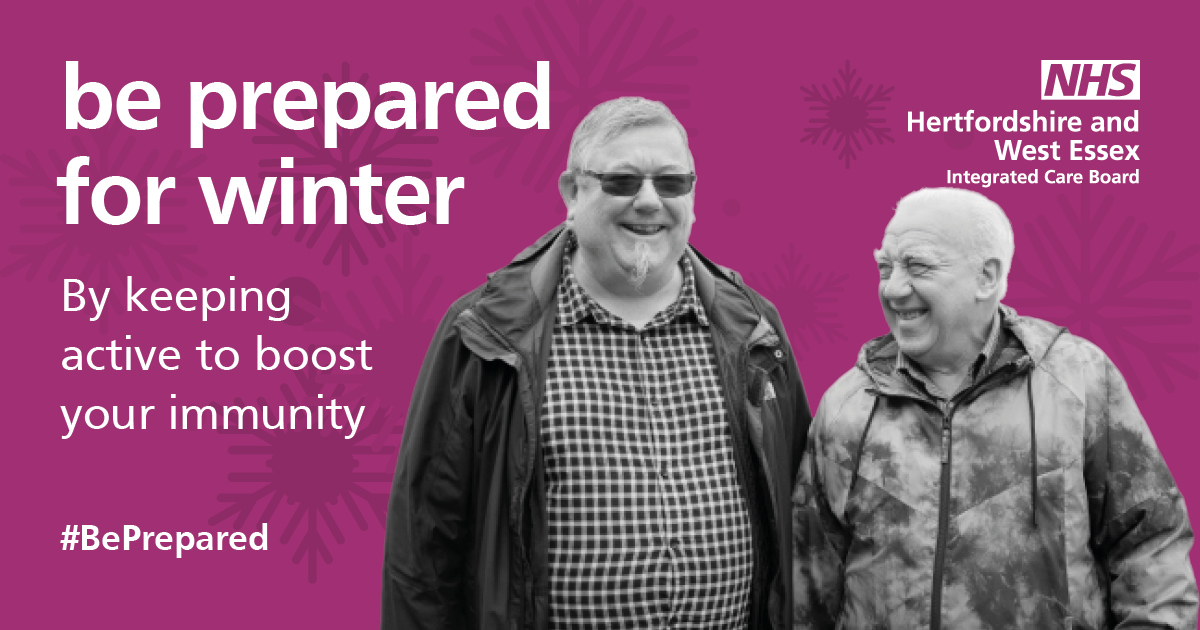 be prepared
for winter
By keeping
active to boost
your immunity
#BePrepared
NHS
Hertfordshire and
West Essex
Integrated Care Board